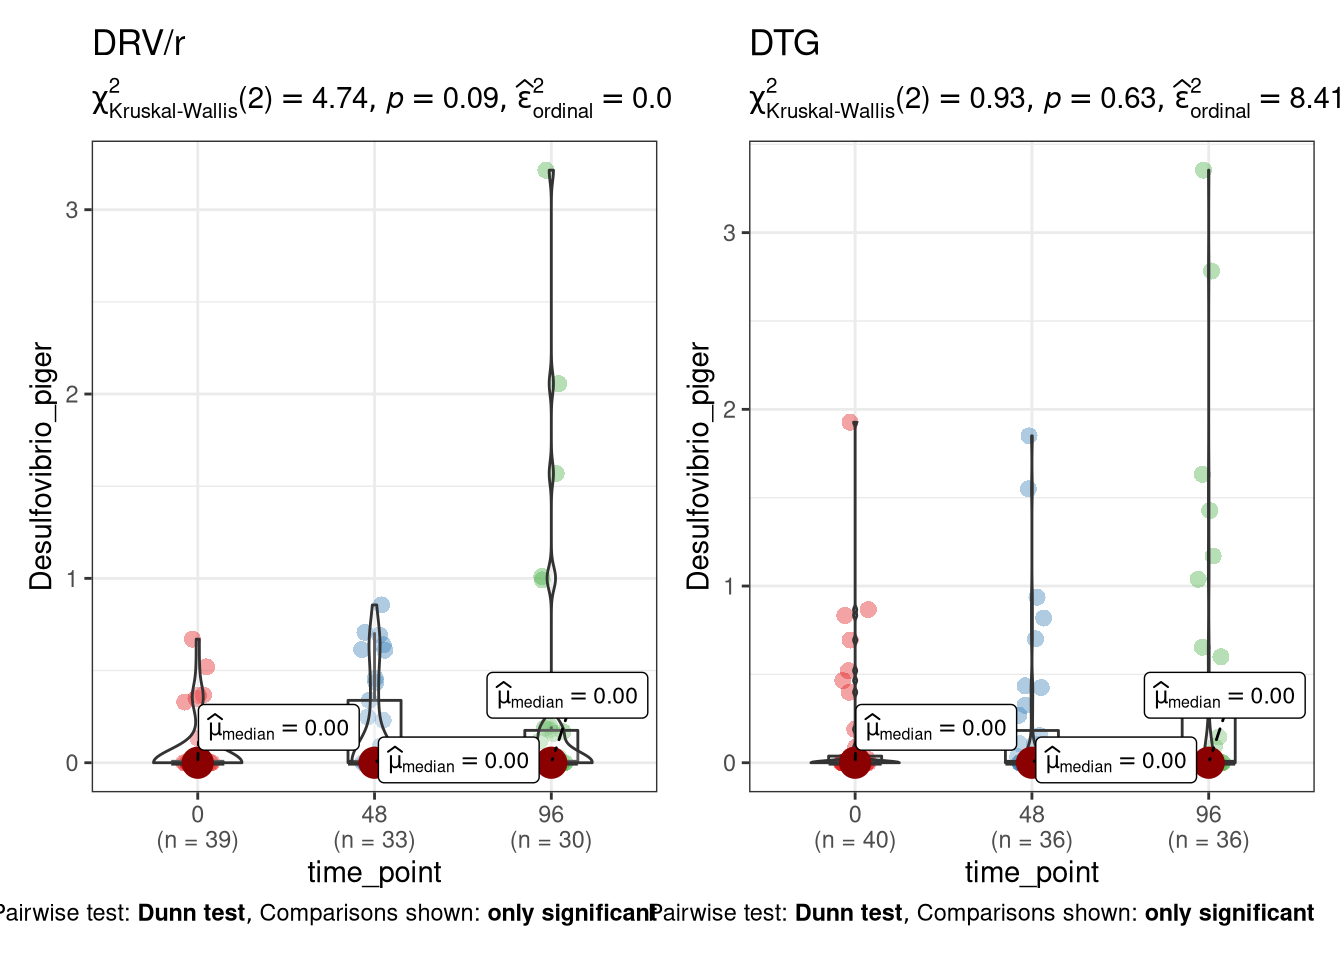 DRV/r
χ²Kruskal-Wallis(2) = 4.74, p = 0.09, ε̂²ordinal = 0.0
Desulfovibrio_piger
3
2
1
0
μ̂median = 0.00
μ̂median = 0.00
μ̂median = 0.00
0
(n = 39)
48
(n = 33)
96
(n = 30)
time_point
Pairwise test: Dunn test, Comparisons shown: only significant
DTG
χ²Kruskal-Wallis(2) = 0.93, p = 0.63, ε̂²ordinal = 8.41
Desulfovibrio_piger
3
2
1
0
μ̂median = 0.00
μ̂median = 0.00
μ̂median = 0.00
0
(n = 40)
48
(n = 36)
96
(n = 36)
time_point
Pairwise test: Dunn test, Comparisons shown: only significant